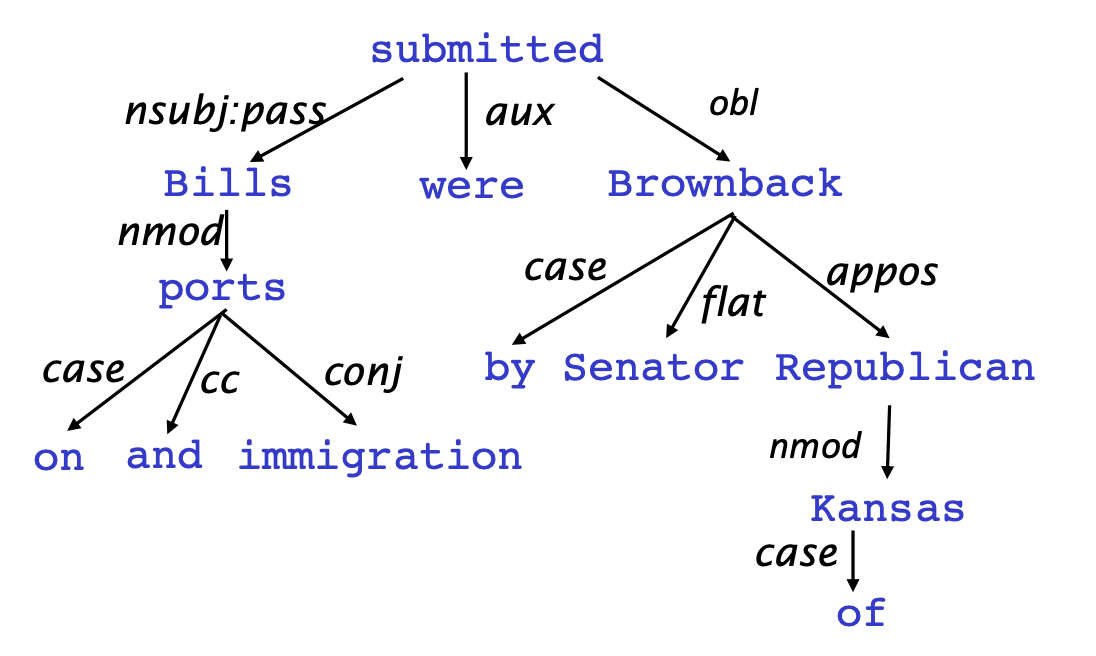 submitted
nsubj:pass aux obl
Bills were Brownback
nmod
ports
case flat appos
case cc conj
by Senator Republican
on and immigration
nmod
Kansas
case
of